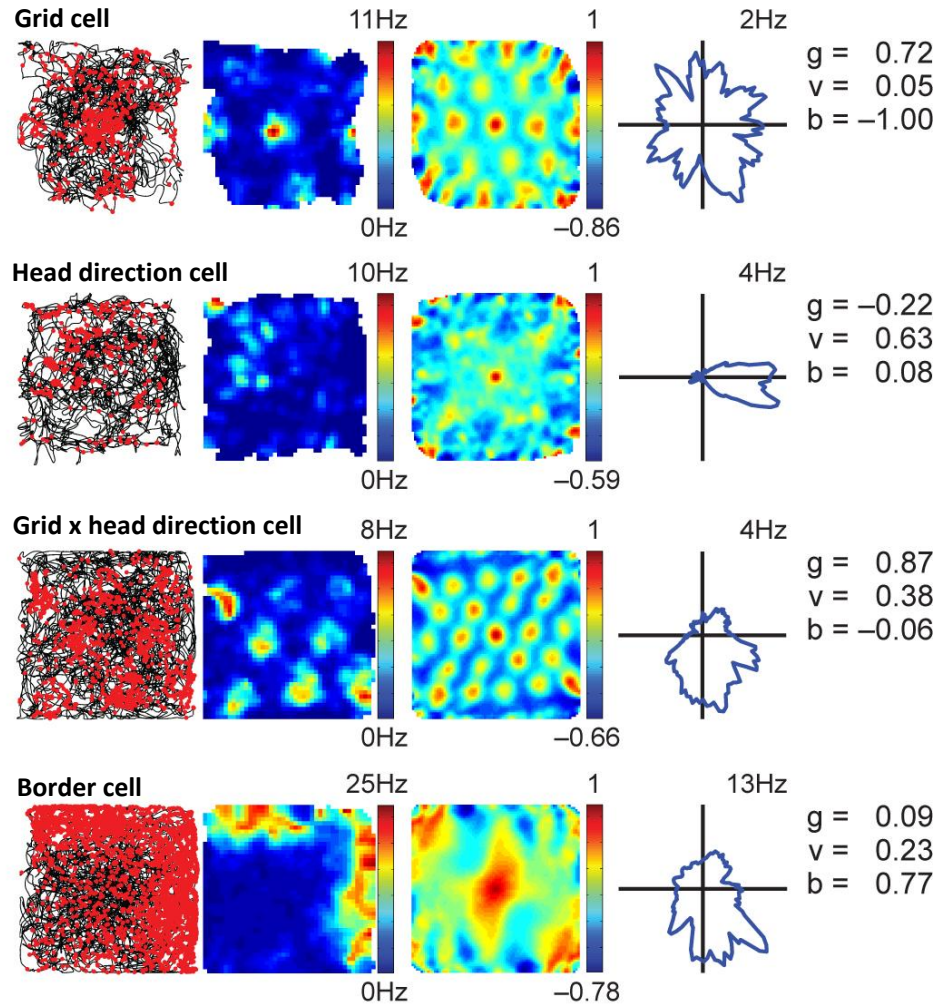 Grid cell
11Hz 1 2Hz
g = 0.72
v = 0.05
b = –1.00
0Hz –0.86
Head direction cell
10Hz 1 4Hz
g = –0.22
v = 0.63
b = 0.08
0Hz –0.59
Grid x head direction cell
8Hz 1 4Hz
g = 0.87
v = 0.38
b = –0.06
0Hz –0.66
Border cell
25Hz 1 13Hz
g = 0.09
v = 0.23
b = 0.77
0Hz –0.78